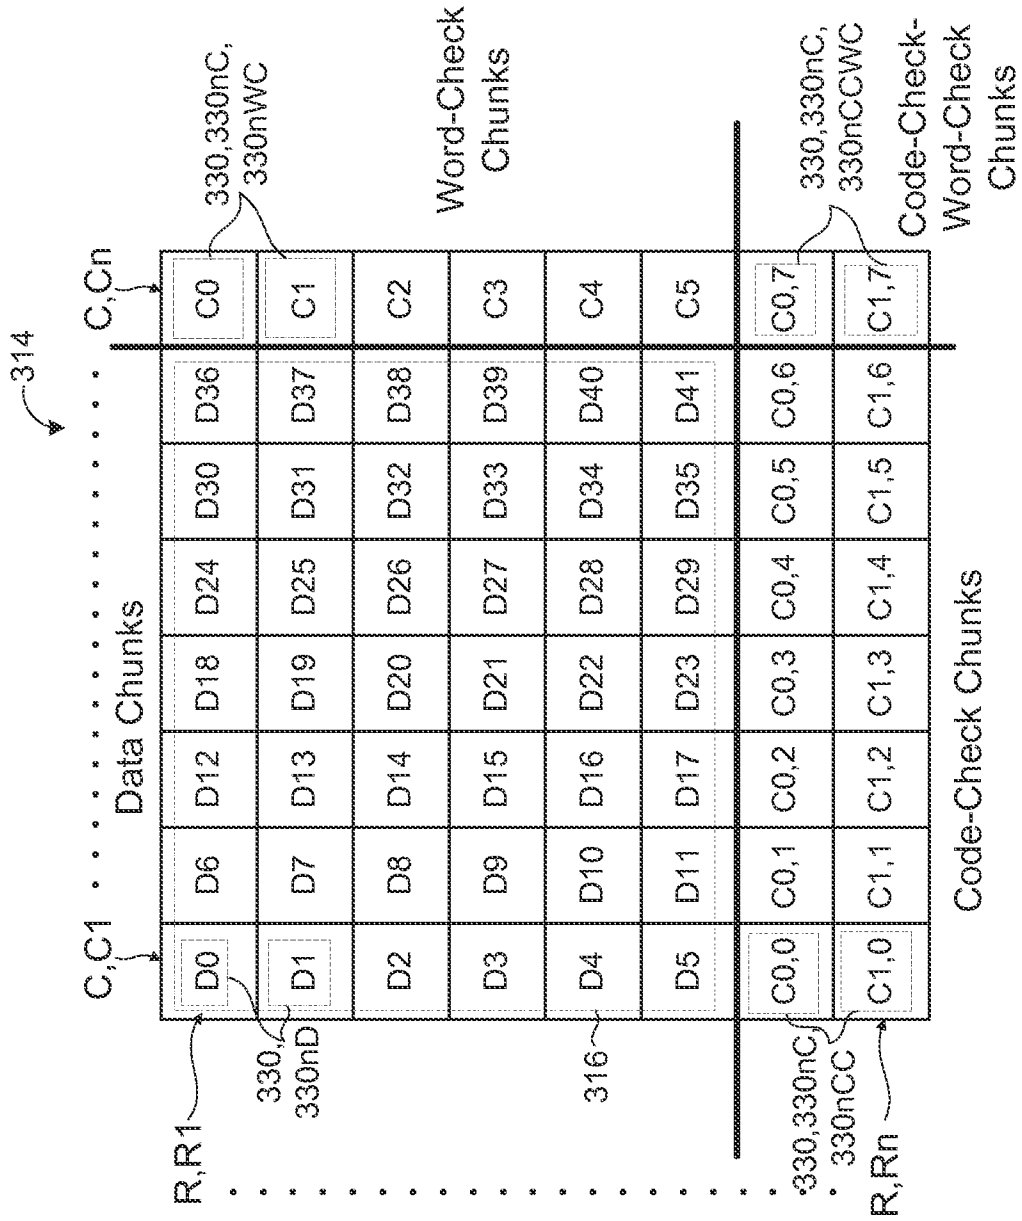 314
C,C1
C,Cn
Data Chunks
330,330nC,
330nWC
R,R1
D0 D6 D12 D18 D24 D30 D36 C0
D1 D7 D13 D19 D25 D31 D37 C1
D2 D8 D14 D20 D26 D32 D38 C2
D3 D9 D15 D21 D27 D33 D39 C3
D4 D10 D16 D22 D28 D34 D40 C4
D5 D11 D17 D23 D29 D35 D41 C5
C0,0 C0,1 C0,2 C0,3 C0,4 C0,5 C0,6 C0,7
C1,0 C1,1 C1,2 C1,3 C1,4 C1,5 C1,6 C1,7
330,
330nD
316
Word-Check
Chunks
330,330nC,
330nCC
R,Rn
330,330nC,
330nCCWC
Code-Check-
Word-Check
Chunks
Code-Check Chunks